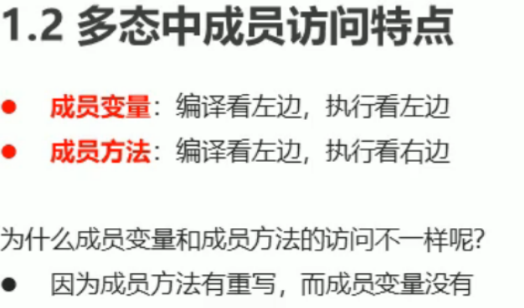 1.2 多态中成员访问特点
● 成员变量：编译看左边，执行看左边
● 成员方法：编译看左边，执行看右边
为什么成员变量和成员方法的访问不一样呢?
● 因为成员方法有重写，而成员变量没有